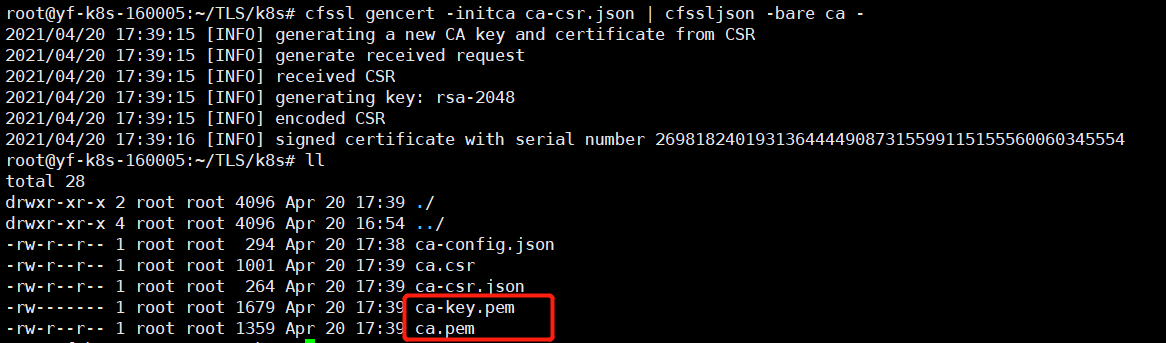 root@yf-k8s-160005:~/TLS/k8s# cfssl gencert -initca ca-csr.json | cfssljson -bare ca -
2021/04/20 17:39:15 [INFO] generating a new CA key and certificate from CSR
2021/04/20 17:39:15 [INFO] generate received request
2021/04/20 17:39:15 [INFO] received CSR
2021/04/20 17:39:15 [INFO] generating key: rsa-2048
2021/04/20 17:39:15 [INFO] encoded CSR
2021/04/20 17:39:16 [INFO] signed certificate with serial number 269818240193136444490873155991151555560060345554
root@yf-k8s-160005:~/TLS/k8s# ll
total 28
drwxr-xr-x 2 root root 4096 Apr 20 17:39 ./
drwxr-xr-x 4 root root 4096 Apr 20 16:54 ../
-rw-r--r-- 1 root root  294 Apr 20 17:38 ca-config.json
-rw-r--r-- 1 root root 1001 Apr 20 17:39 ca.csr
-rw-r--r-- 1 root root  264 Apr 20 17:39 ca-csr.json
-rw------- 1 root root 1679 Apr 20 17:39 ca-key.pem
-rw-r--r-- 1 root root 1359 Apr 20 17:39 ca.pem